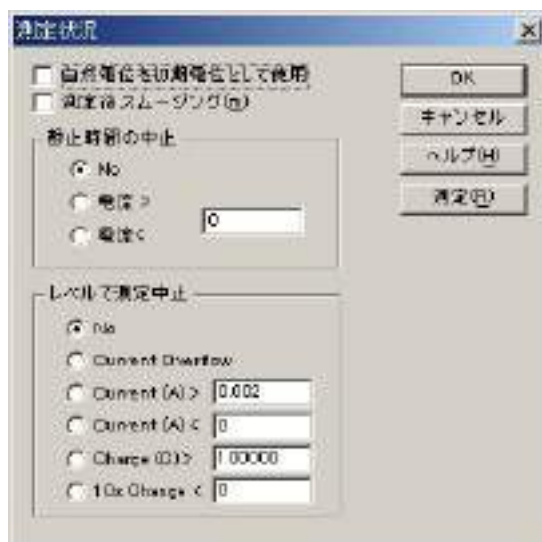 測定状況
自然電位を初期電位として使用
測定後スムージング(m)
静止時間の中止
No
電流 >
電流 <
0
レベルで測定中止
No
Current Overflow
Current (A) > 0.002
Current (A) < 0
Charge (C) > 1.00000
10x Charge < 0
OK
キャンセル
ヘルプ(H)
測定(R)